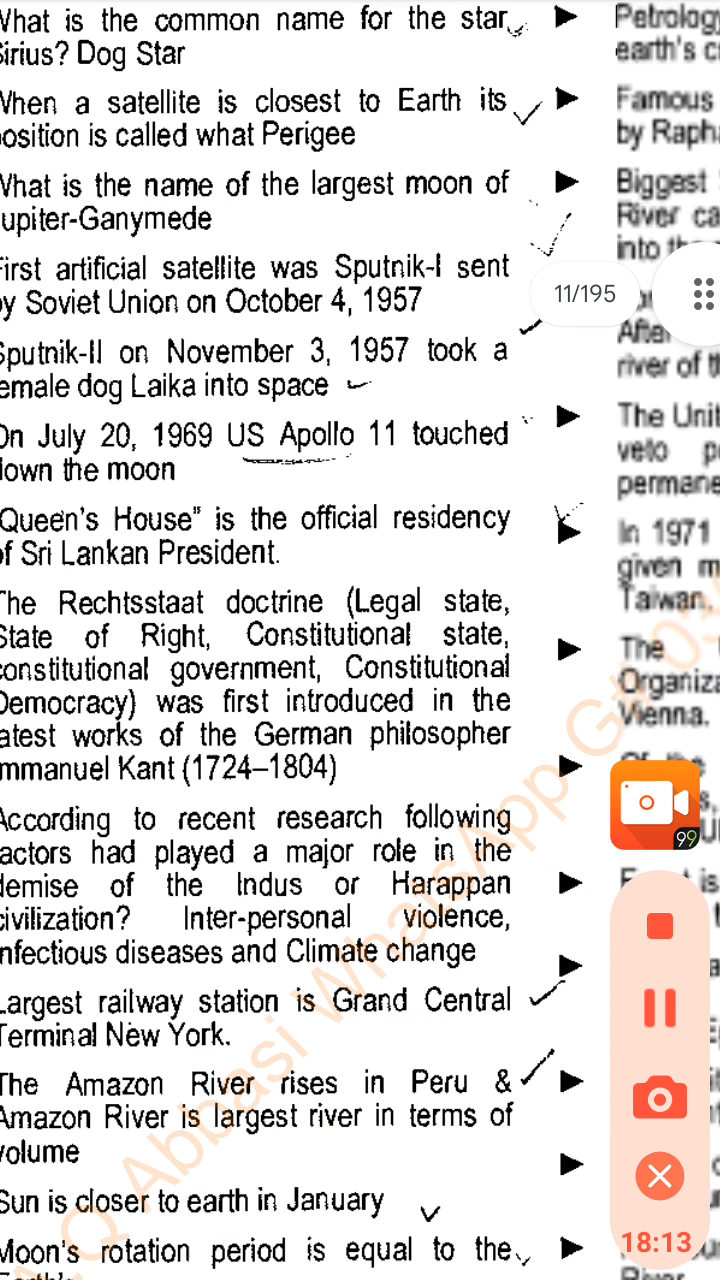 What is the common name for the star
Sirius? Dog Star
When a satellite is closest to Earth its
position is called what Perigee
What is the name of the largest moon of
Jupiter-Ganymede
First artificial satellite was Sputnik-I sent
by Soviet Union on October 4, 1957
Sputnik-II on November 3, 1957 took a
female dog Laika into space
On July 20, 1969 US Apollo 11 touched
down the moon
"Queen's House" is the official residency
of Sri Lankan President.
The Rechtsstaat doctrine (Legal state,
State of Right, Constitutional state,
constitutional government, Constitutional
Democracy) was first introduced in the
latest works of the German philosopher
Immanuel Kant (1724–1804)
According to recent research following
factors had played a major role in the
demise of the Indus or Harappan
civilization? Inter-personal violence,
infectious diseases and Climate change
Largest railway station is Grand Central
Terminal New York.
The Amazon River rises in Peru &
Amazon River is largest river in terms of
volume
Sun is closer to earth in January
Moon's rotation period is equal to the
Petrology
earth's
Famous
by
Biggest
River
into
11/195
After
river of
The
veto
permane
In 1971
given
Taiwan.
The
Organiza
Vienna.
99
18:13
River
Q Abbasi WhatsApp